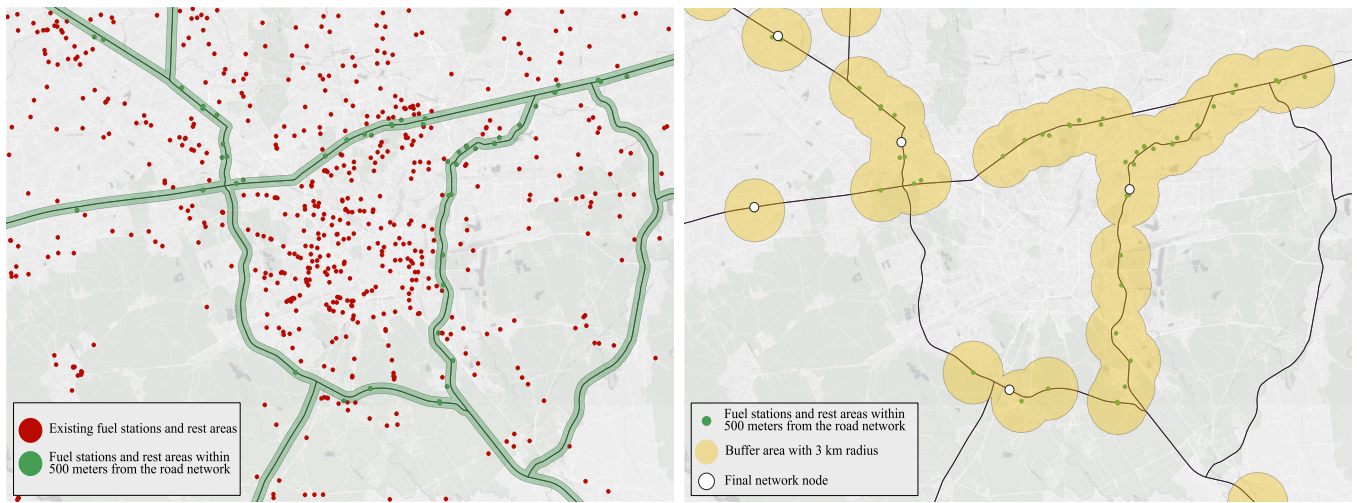 Existing fuel stations and rest areas
Fuel stations and rest areas within
500 meters from the road network
Fuel stations and rest areas within
500 meters from the road network
Buffer area with 3 km radius
Final network node